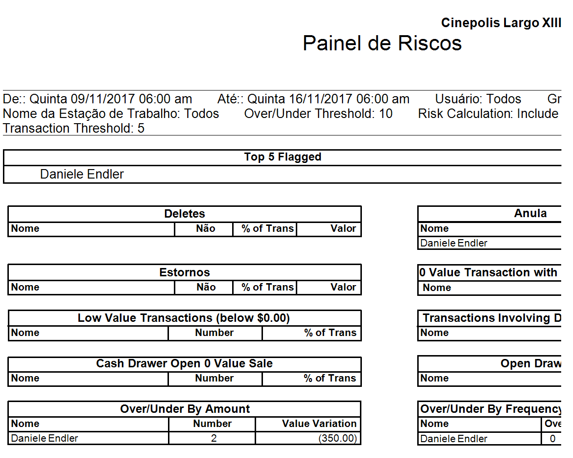 Cinepolis Largo XIII
Painel de Riscos
De:: Quinta 09/11/2017 06:00 am Até:: Quinta 16/11/2017 06:00 am Usuário: Todos Gr
Nome da Estação de Trabalho: Todos Over/Under Threshold: 10 Risk Calculation: Include
Transaction Threshold: 5
Top 5 Flagged
Daniele Endler
Deletes
Nome Não % of Trans Valor
Anula
Nome
Daniele Endler
Estornos
Nome Não % of Trans Valor
0 Value Transaction with
Nome
Low Value Transactions (below $0.00)
Nome Number % of Trans
Transactions Involving D
Nome
Cash Drawer Open 0 Value Sale
Nome Number % of Trans
Open Draw
Nome
Over/Under By Amount
Nome Number Value Variation
Daniele Endler 2 (350.00)
Over/Under By Frequency
Nome Ove
Daniele Endler 0